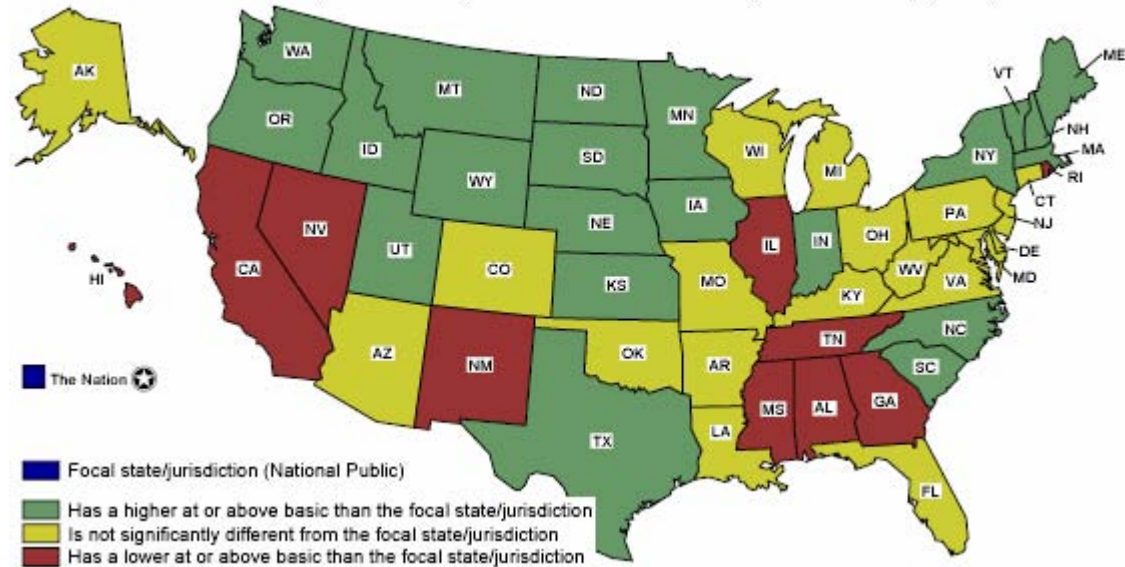 WA
ME
VT
AK
MT
ND
MN
OR
NH
ID
WI
NY
MA
SD
MI
WY
RI
CT
IA
PA
NE
NJ
NV
OH
IL
IN
UT
DE
CA
CO
WV
HI
MD
KS
MO
VA
KY
NC
TN
AZ
OK
NM
AR
SC
The Nation
MS
AL
GA
LA
TX
Focal state/jurisdiction (National Public)
FL
Has a higher at or above basic than the focal state/jurisdiction
Is not significantly different from the focal state/jurisdiction
Has a lower at or above basic than the focal state/jurisdiction